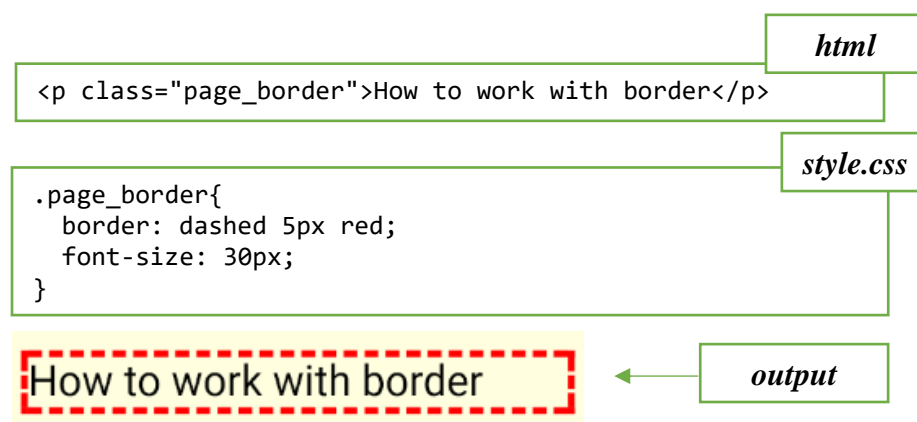 html
<p class="page_border">How to work with border</p>
style.css
.page_border{
  border: dashed 5px red;
  font-size: 30px;
}
How to work with border
output